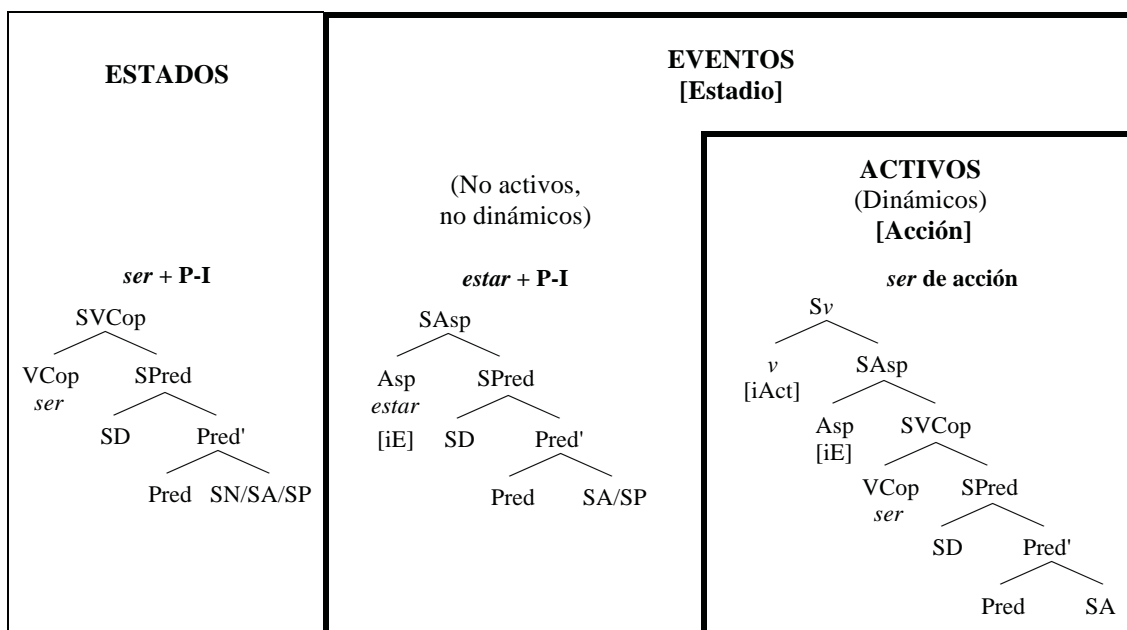 ESTADOS
EVENTOS
[Estadio]
(No activos,
no dinámicos)
ACTIVOS
(Dinámicos)
[Acción]
ser + P-I
SVCop
VCop SPred
ser
SD Pred'
Pred SN/SA/SP
estar + P-I
SAsp
Asp SPred
estar
[iE] SD Pred'
Pred SA/SP
ser de acción
Sv
v SAsp
[iAct]
Asp SVCop
[iE]
VCop SPred
ser
SD Pred'
Pred SA